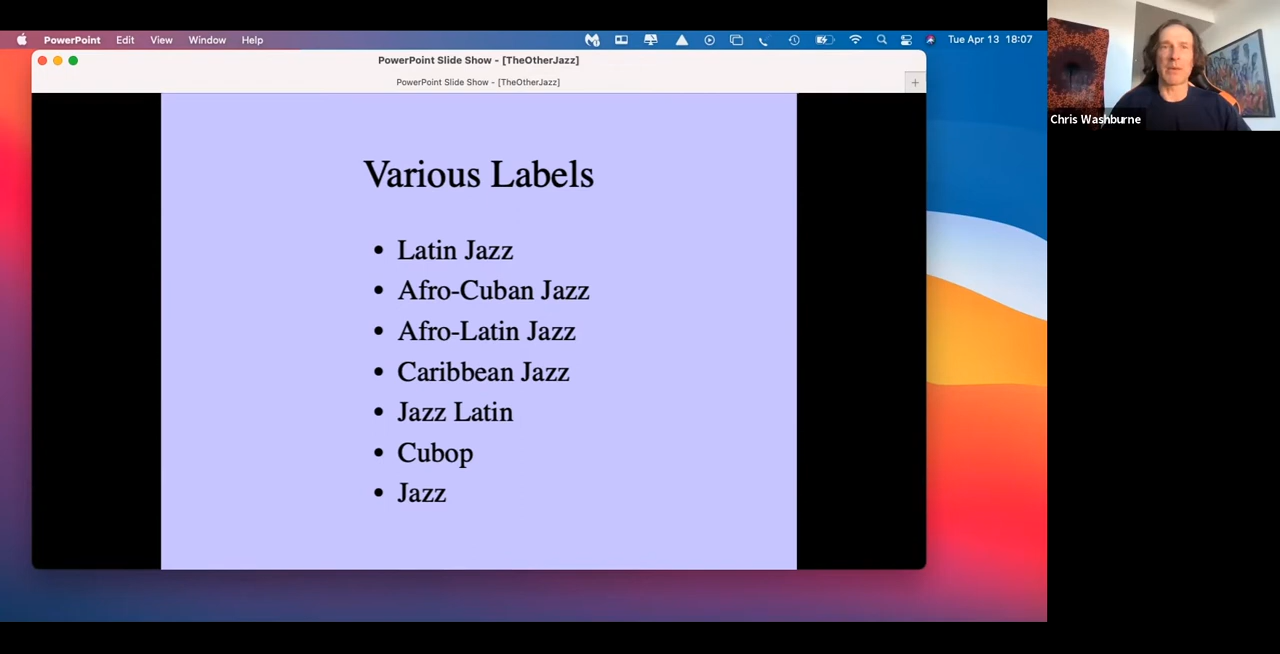 PowerPoint Edit View Window Help Tue Apr 13 18:07
PowerPoint Slide Show - [TheOtherJazz]
PowerPoint Slide Show - [TheOtherJazz]
Chris Washburne
Various Labels
• Latin Jazz
• Afro-Cuban Jazz
• Afro-Latin Jazz
• Caribbean Jazz
• Jazz Latin
• Cubop
• Jazz